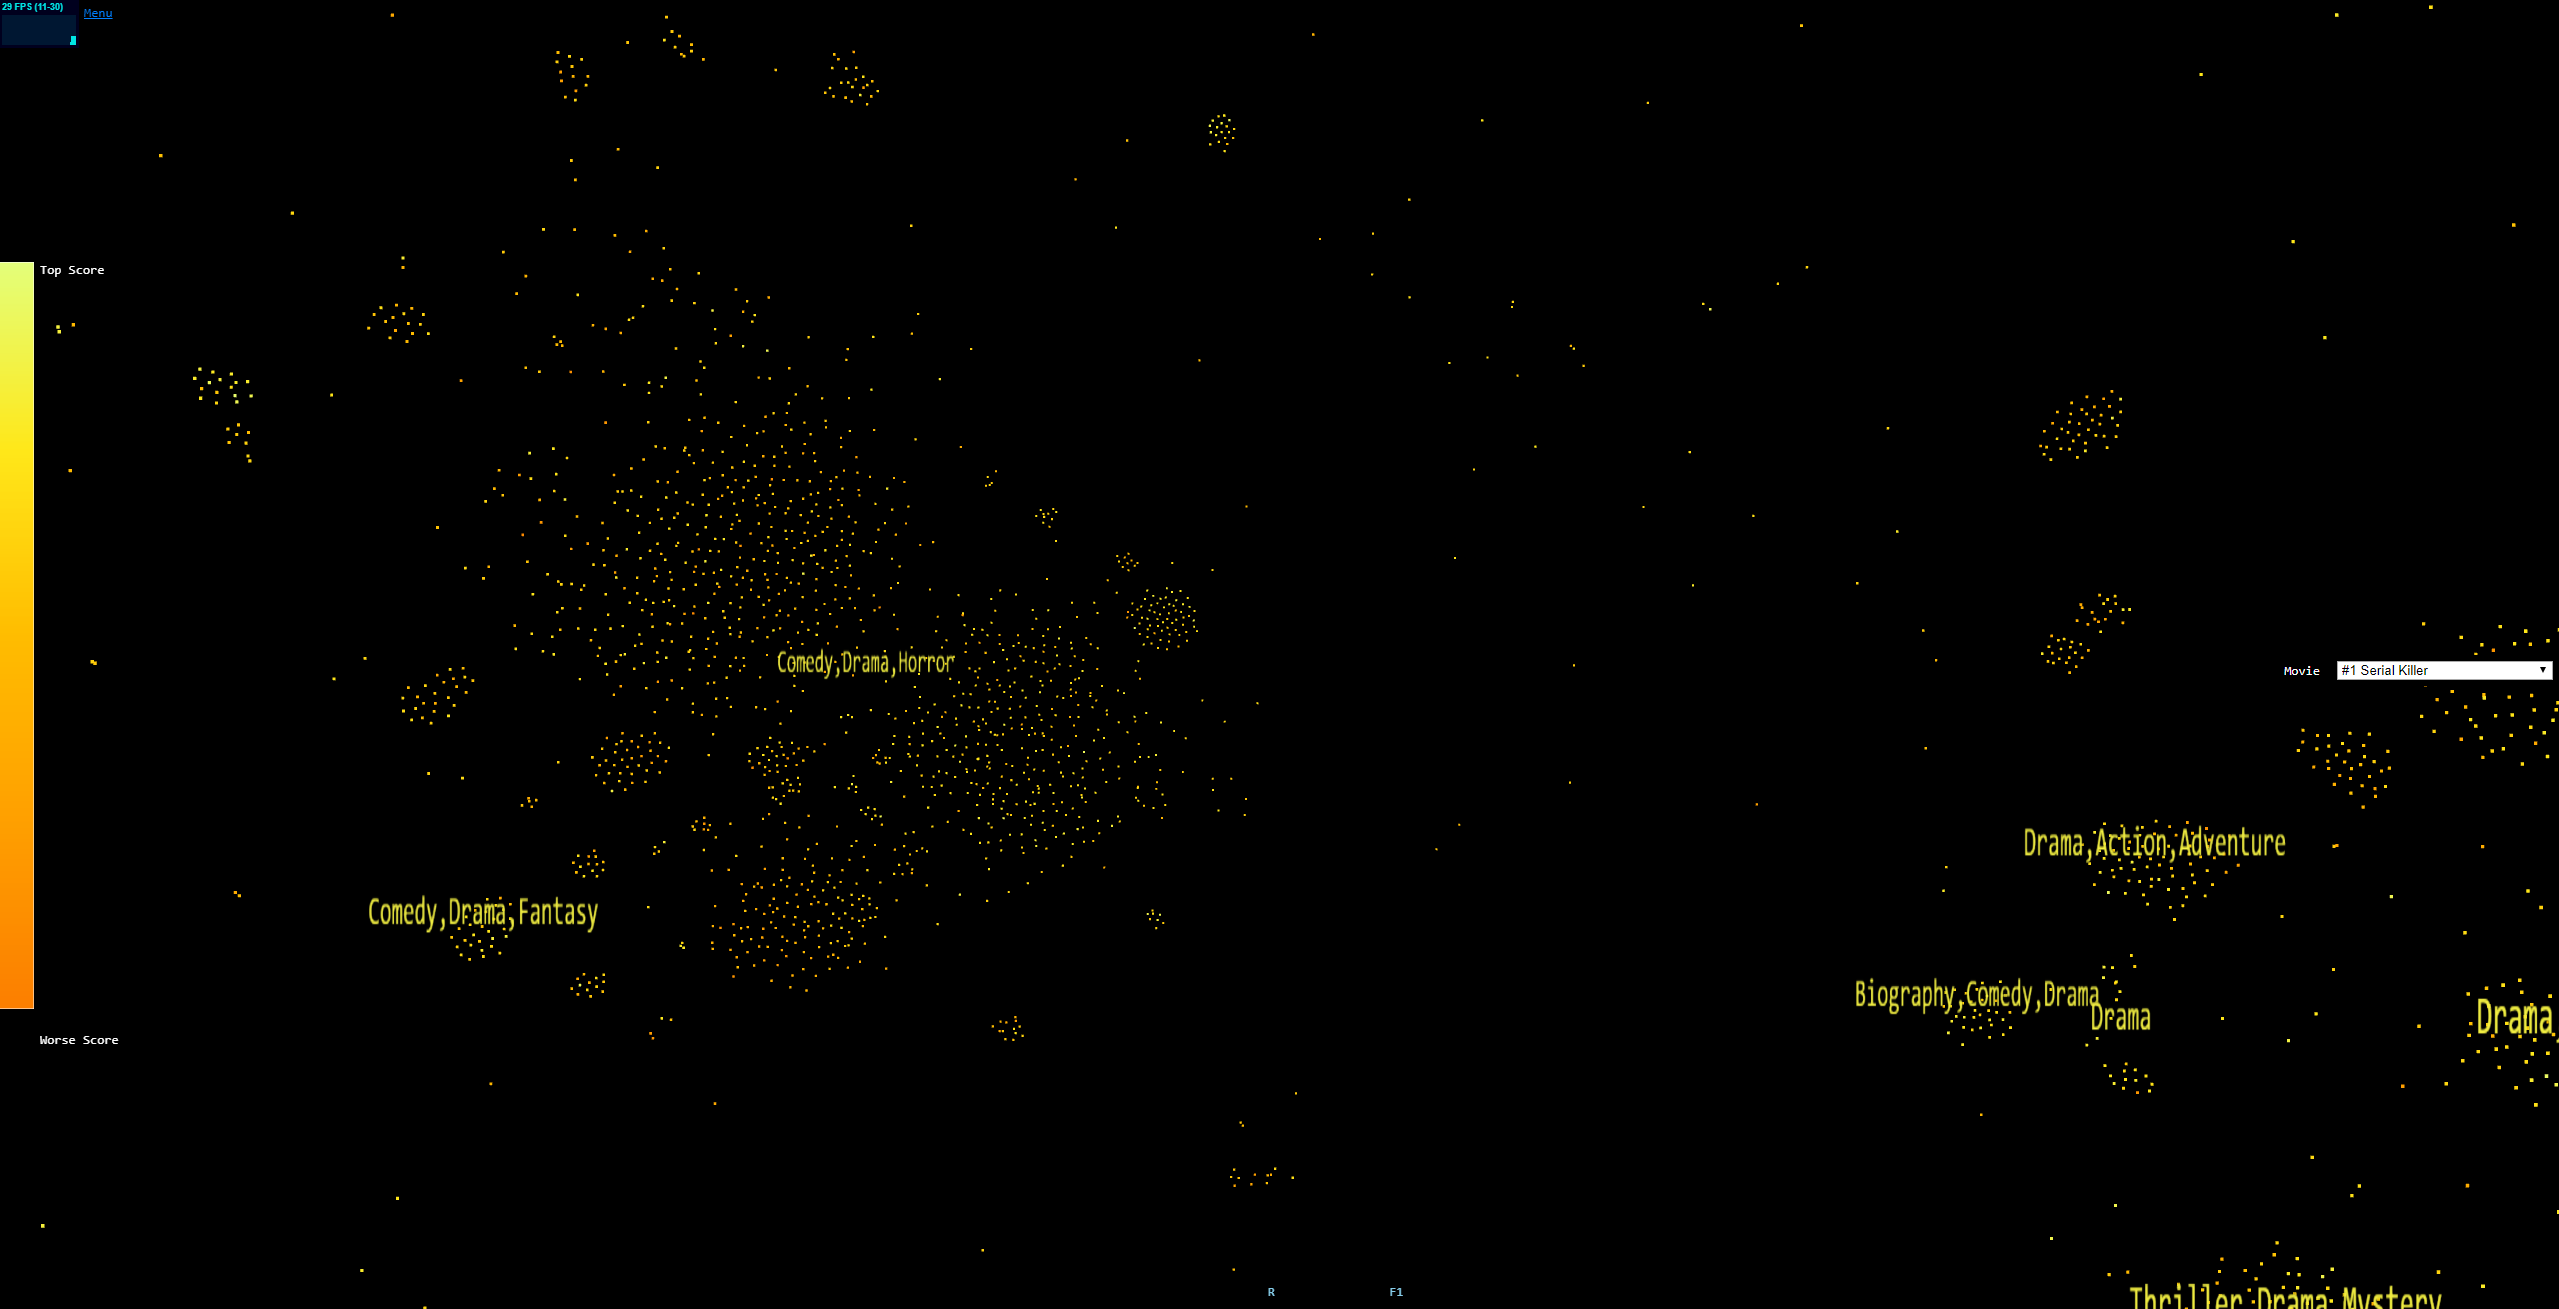 29 FPS (11-30)
Menu
Top Score
Comedy,Drama,Horror
Movie #1 Serial Killer
Drama,Action,Adventure
Comedy,Drama,Fantasy
Biography,Comedy,Drama
Drama
Drama,
Worse Score
R F1
Thriller,Drama,Mystery